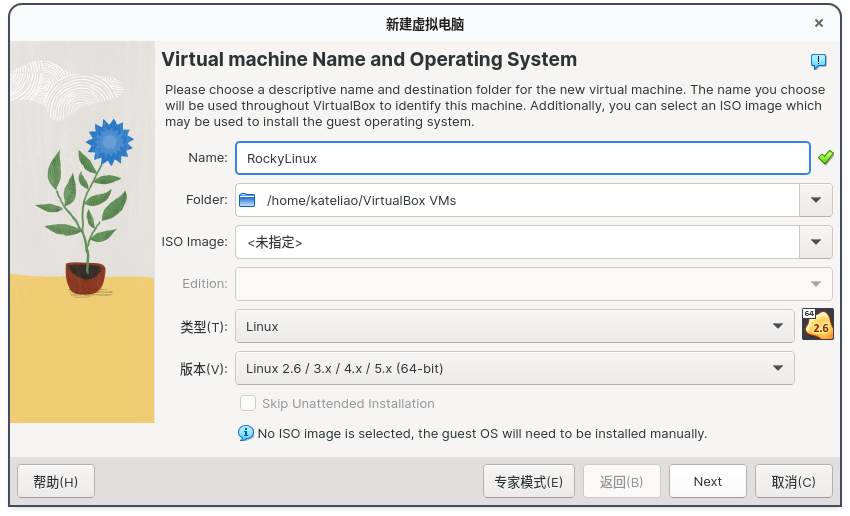 新建虚拟电脑
Virtual machine Name and Operating System
Please choose a descriptive name and destination folder for the new virtual machine. The name you choose
will be used throughout VirtualBox to identify this machine. Additionally, you can select an ISO image which
may be used to install the guest operating system.
Name: RockyLinux
Folder: /home/kateliao/VirtualBox VMs
ISO Image: <未指定>
Edition:
类型(T): Linux
64
2.6
版本(V): Linux 2.6 / 3.x / 4.x / 5.x (64-bit)
Skip Unattended Installation
No ISO image is selected, the guest OS will need to be installed manually.
帮助(H) 专家模式(E) 返回(B) Next 取消(C)